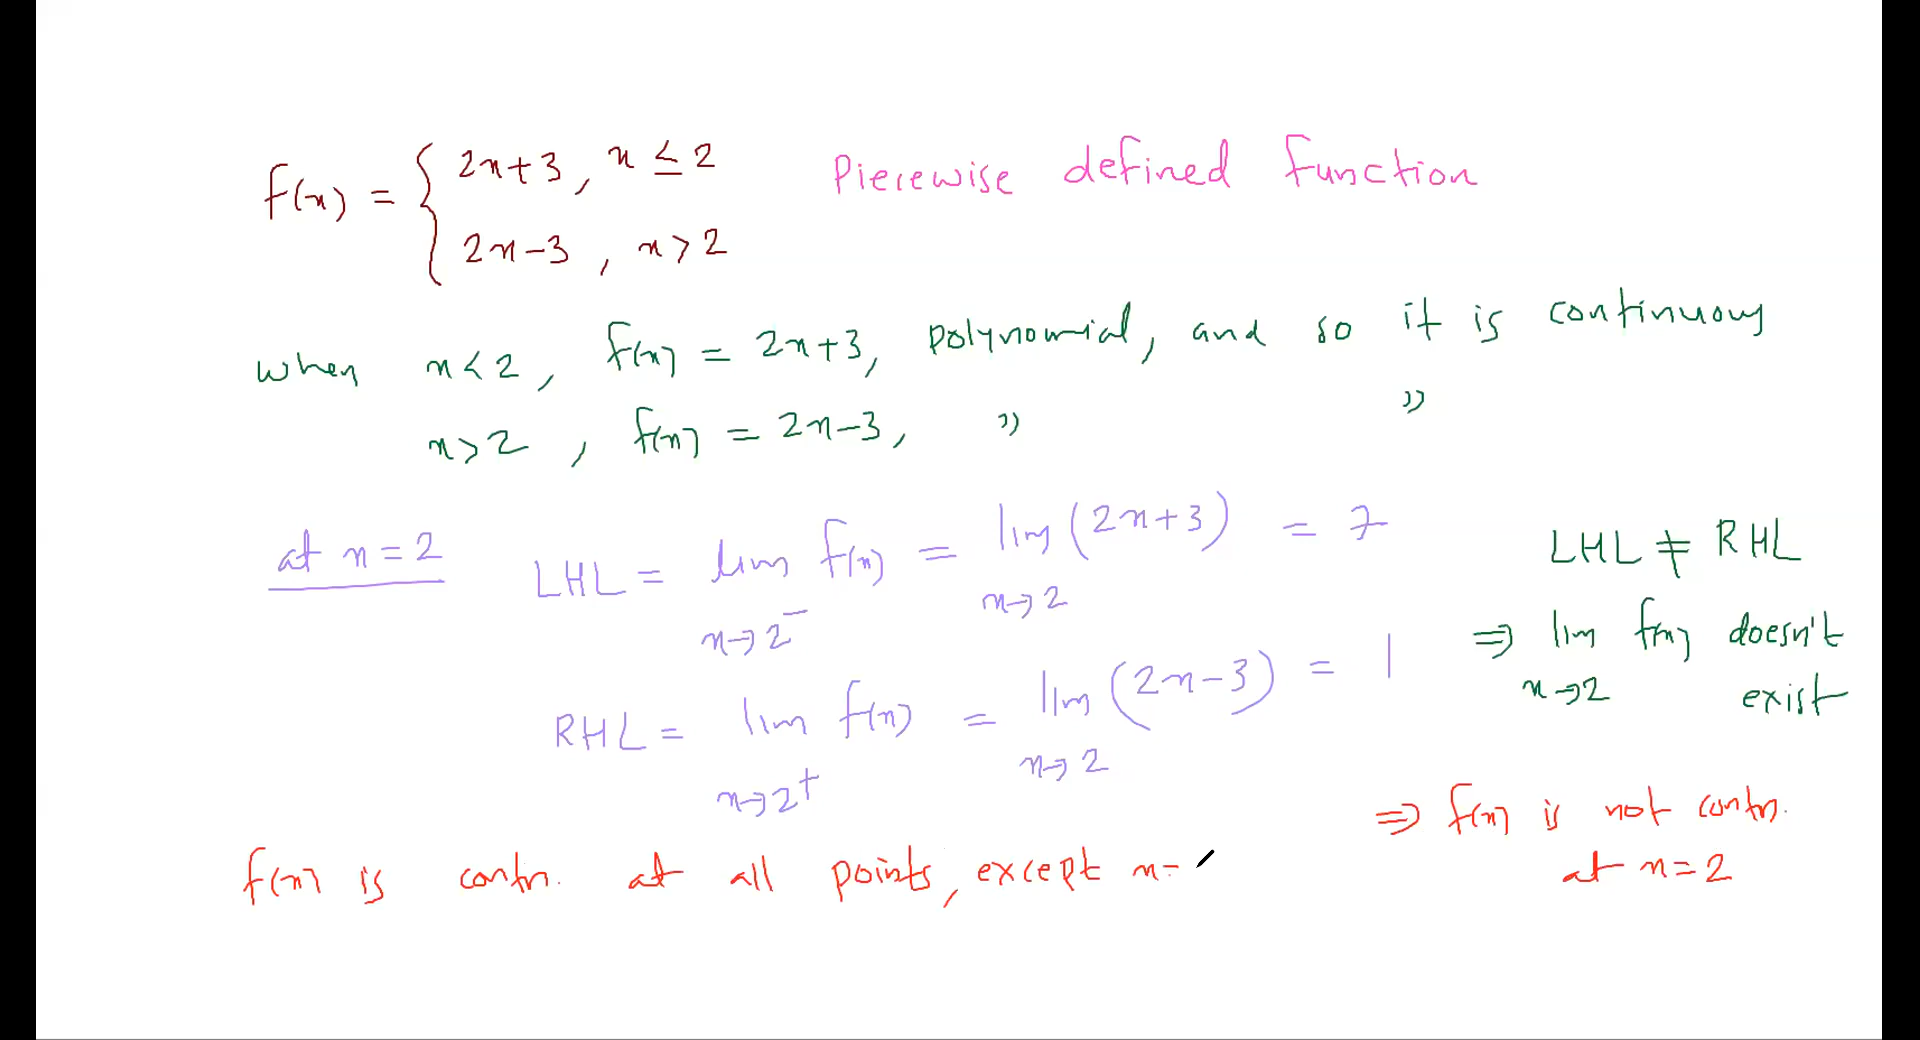 f(x) = { 2x+3, x ≤ 2 Piecewise defined function
2x-3, x > 2
when x < 2, f(x) = 2x+3, polynomial, and so it is continuous
x > 2, f(x) = 2x-3, " "
at x = 2 LHL = lim x→2⁻ f(x) = lim x→2 (2x+3) = 7 LHL ≠ RHL
⇒ lim x→2 f(x) doesn't exist
RHL = lim x→2⁺ f(x) = lim x→2 (2x-3) = 1
⇒ f(x) is not contn.
at x = 2
f(x) is contn. at all points, except x =